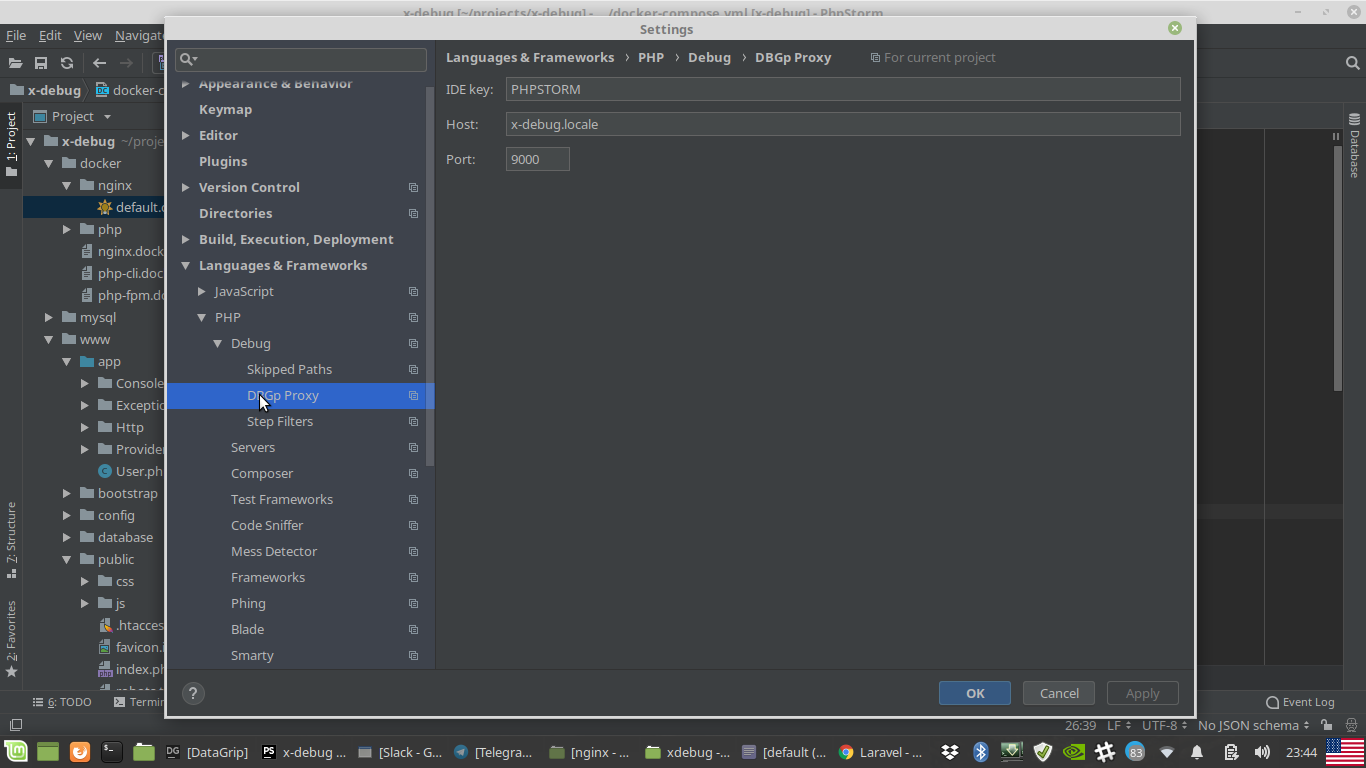 x-debug [~/projects/x-debug] - .../docker-compose.yml [x-debug] - PhpStorm
Settings
File Edit View Navigat
x-debug docker-c
Project
1: Project
x-debug ~/proje
docker
nginx
default.c
php
nginx.dock
php-cli.doc
php-fpm.do
mysql
www
app
Console
Exceptio
Http
Provider
User.ph
bootstrap
config
database
public
css
js
.htacces
favicon.i
index.ph
7: Structure
2: Favorites
Appearance & Behavior
Keymap
Editor
Plugins
Version Control
Directories
Build, Execution, Deployment
Languages & Frameworks
JavaScript
PHP
Debug
Skipped Paths
DBGp Proxy
Step Filters
Servers
Composer
Test Frameworks
Code Sniffer
Mess Detector
Frameworks
Phing
Blade
Smarty
Languages & Frameworks › PHP › Debug › DBGp Proxy For current project
IDE key: PHPSTORM
Host: x-debug.locale
Port: 9000
Database
? OK Cancel Apply
6: TODO Termin Event Log
26:39 LF UTF-8 No JSON schema
DG [DataGrip] PS x-debug ... [Slack - G... [Telegra... [nginx - ... xdebug -... [default (... Laravel - ... 83 23:44